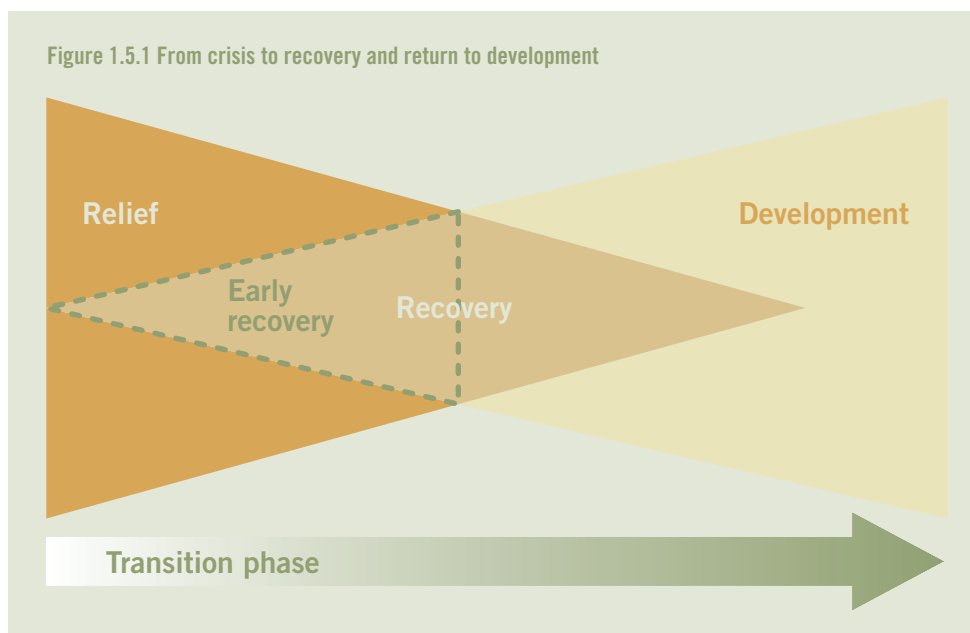 Figure 1.5.1 From crisis to recovery and return to development
Relief
Development
Early
recovery
Recovery
Transition phase